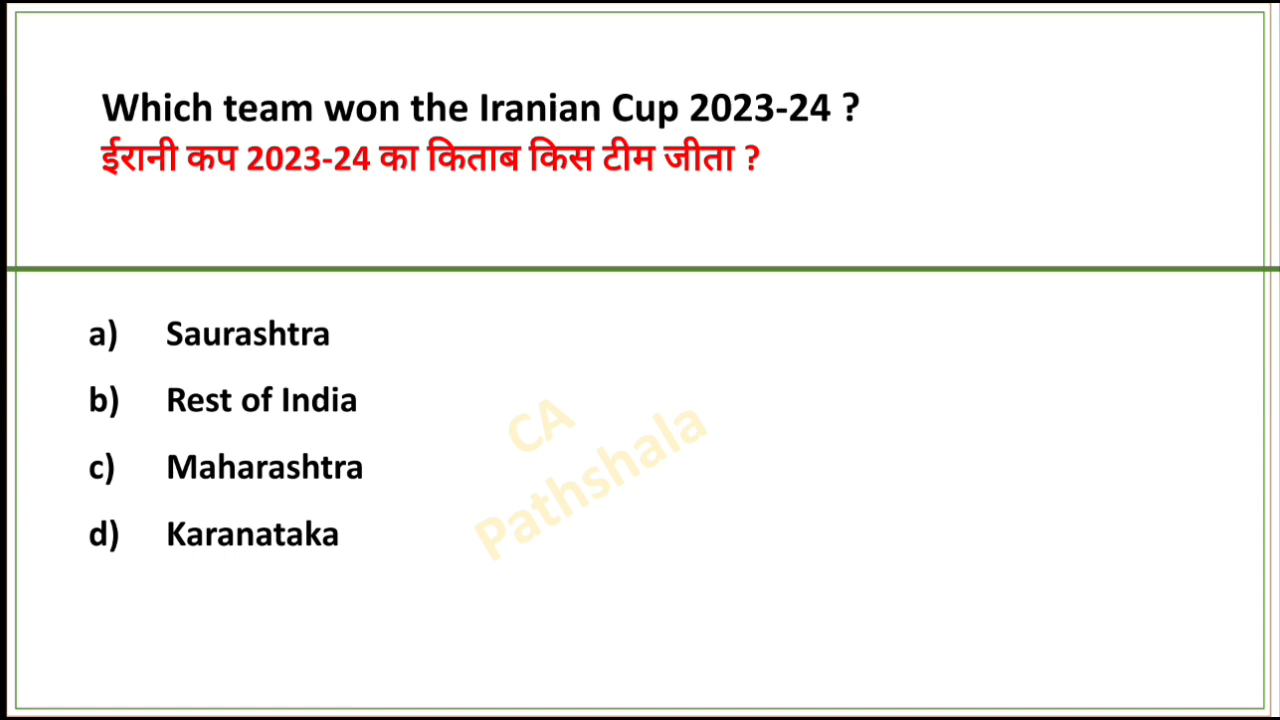 Which team won the Iranian Cup 2023-24 ?
ईरानी कप 2023-24 का किताब किस टीम जीता ?
a) Saurashtra
b) Rest of India
c) Maharashtra
d) Karanataka
CA
Pathshala